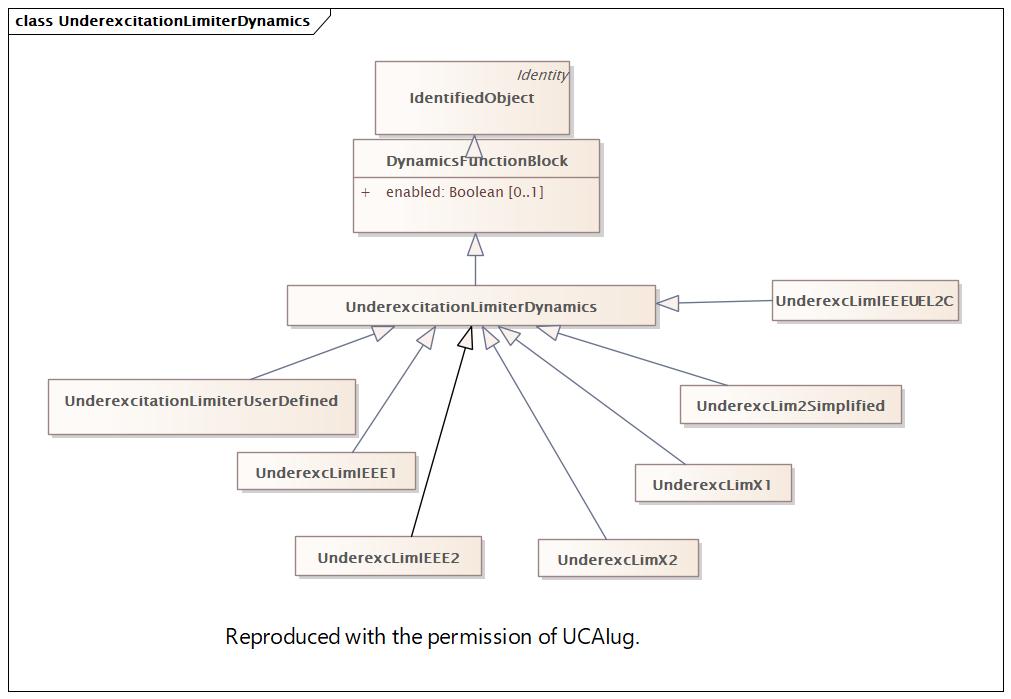 class UnderexcitationLimiterDynamics
Identity
IdentifiedObject
DynamicsFunctionBlock
+ enabled: Boolean [0..1]
UnderexcitationLimiterDynamics
UnderexcLimIEEEUEL2C
UnderexcitationLimiterUserDefined
UnderexcLim2Simplified
UnderexcLimIEEE1
UnderexcLimX1
UnderexcLimIEEE2
UnderexcLimX2
Reproduced with the permission of UCAIug.